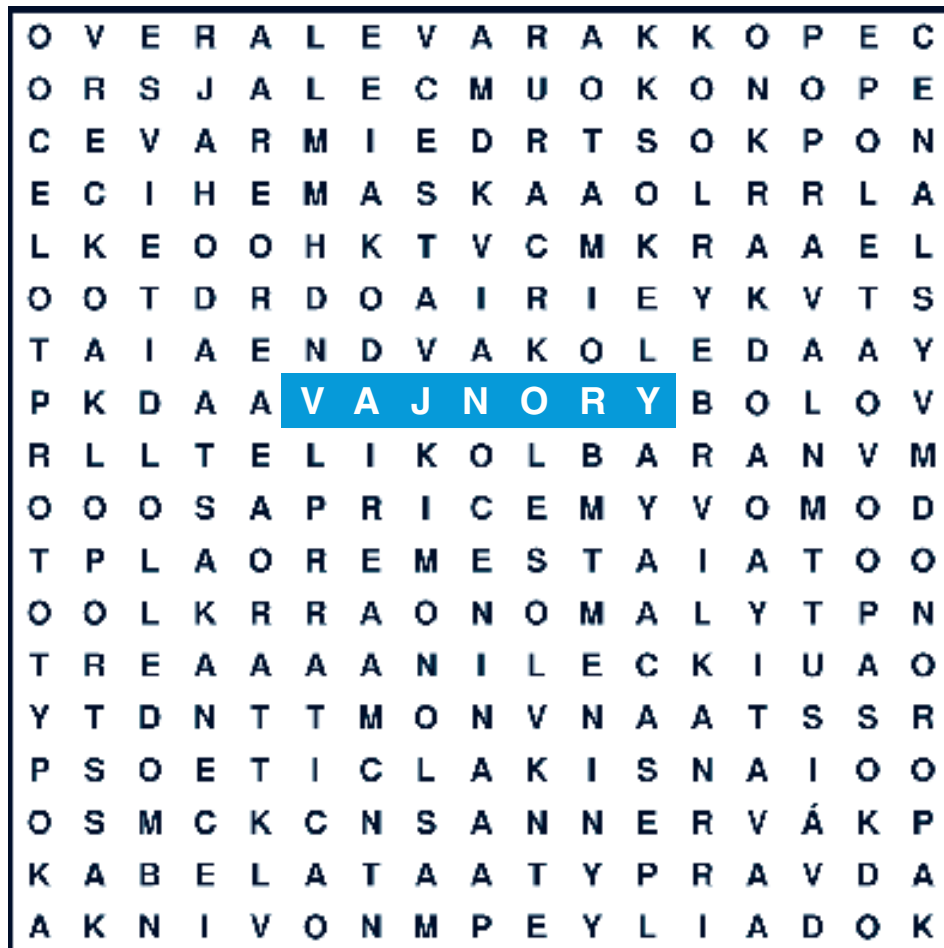 O V E R A L E V A R A K K O P E C
O R S J A L E C M U O K O N O P E
C E V A R M I E D R T S O K P O N
E C I H E M A S K A A O L R R L A
L K E O O H K T V C M K R A A E L
O O T D R D O A I R I E Y K V T S
T A I A E N D V A K O L E D A A Y
P K D A A V A J N O R Y B O L O V
R L L T E L I K O L B A R A N V M
O O O S A P R I C E M Y V O M O D
T P L A O R E M E S T A I A T O O
O O L K R R A O N O M A L Y T P N
T R E A A A A N I L E C K I U A O
Y T D N T T M O N V N A A T S S R
P S O E T I C L A K I S N A I O O
O S M C K C N S A N N E R V Á K P
K A B E L A T A A T Y P R A V D A
A K N I V O N M P E Y L I A D O K